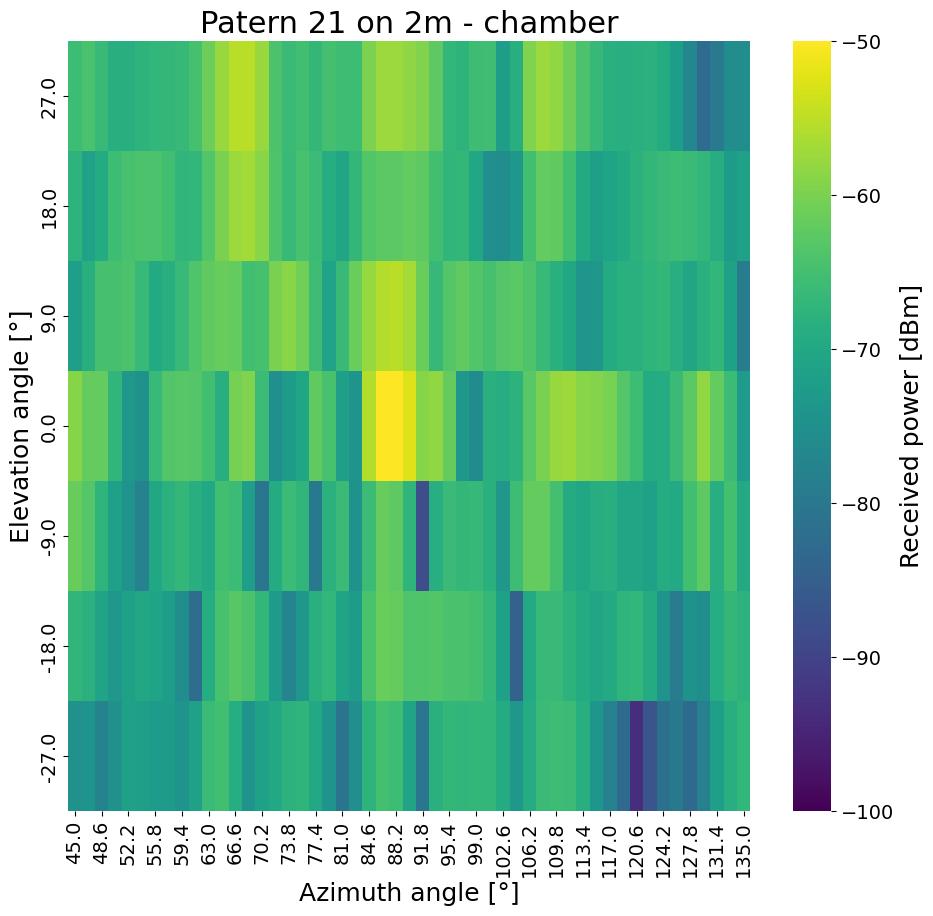 Patern 21 on 2m - chamber
Elevation angle [°]
27.0
18.0
9.0
0.0
-9.0
-18.0
-27.0
45.0 48.6 52.2 55.8 59.4 63.0 66.6 70.2 73.8 77.4 81.0 84.6 88.2 91.8 95.4 99.0 102.6 106.2 109.8 113.4 117.0 120.6 124.2 127.8 131.4 135.0
Azimuth angle [°]
−50
−60
−70
−80
−90
−100
Received power [dBm]